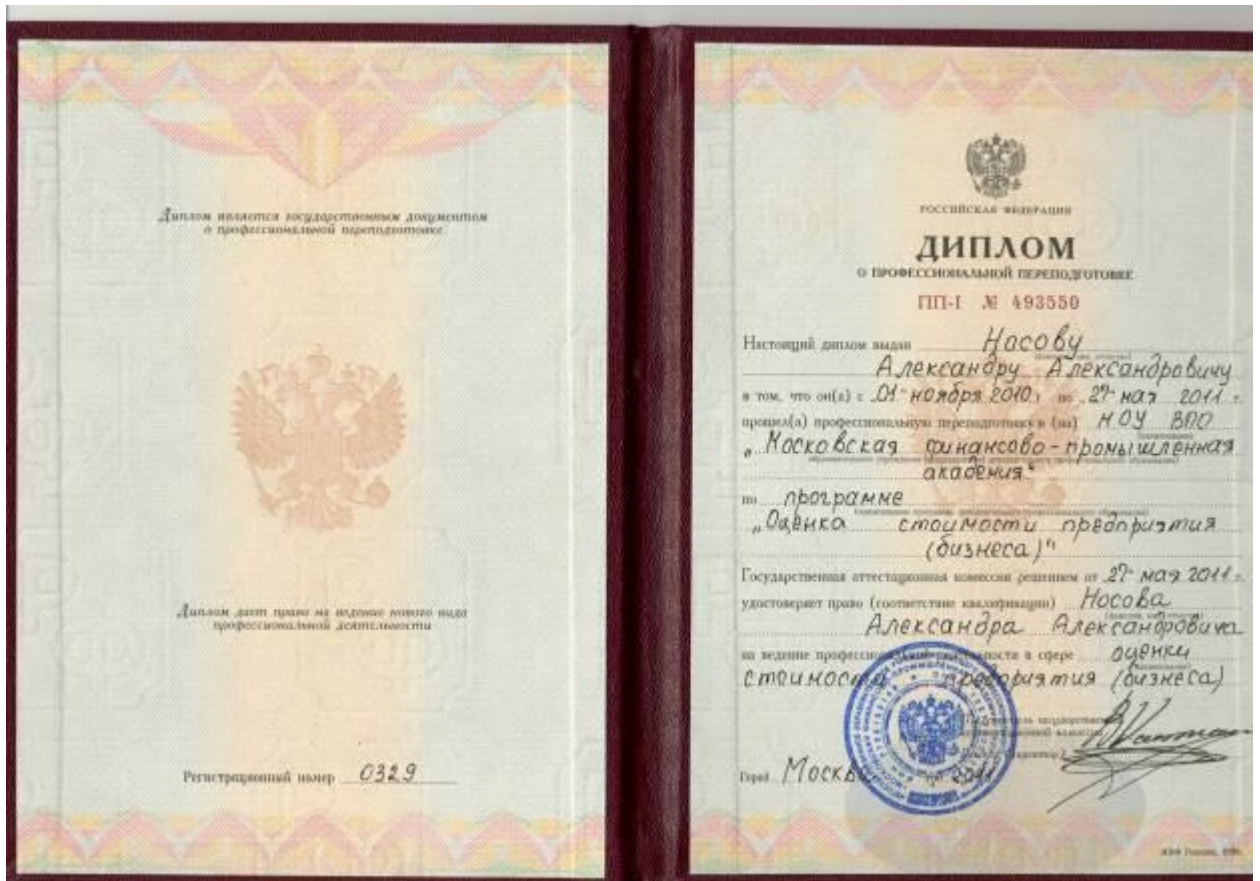 Диплом является государственным документом
о профессиональной переподготовке
Диплом дает право на ведение нового вида
профессиональной деятельности
Регистрационный номер 0329
РОССИЙСКАЯ ФЕДЕРАЦИЯ
ДИПЛОМ
О ПРОФЕССИОНАЛЬНОЙ ПЕРЕПОДГОТОВКЕ
ПП-I № 493550
Настоящий диплом выдан Носову
Александру Александровичу
в том, что он(а) с „01“ ноября 2010 г. по „27“ мая 2011 г.
прошел(а) профессиональную переподготовку в (на) НОУ ВПО
„Московская финансово-промышленная
академия“
по программе
„Оценка стоимости предприятия
(бизнеса)“
Государственная аттестационная комиссия решением от „27“ мая 2011 г.
удостоверяет право (соответствие квалификации) Носова
Александра Александровича
на ведение профессиональной деятельности в сфере оценки
стоимости предприятия (бизнеса)
Город Москва 2011